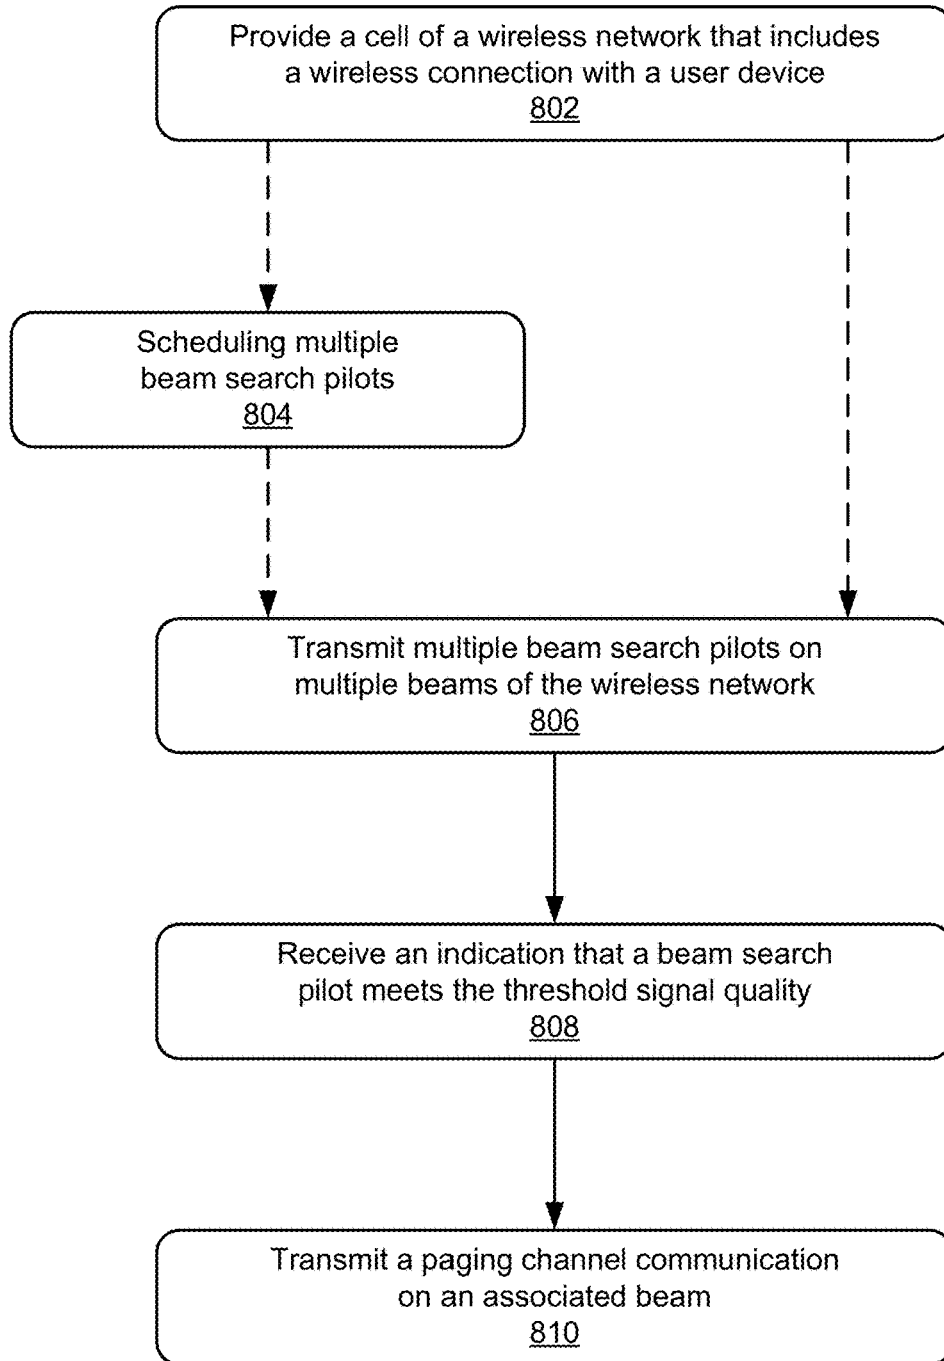 Provide a cell of a wireless network that includes
a wireless connection with a user device
802
Scheduling multiple
beam search pilots
804
Transmit multiple beam search pilots on
multiple beams of the wireless network
806
Receive an indication that a beam search
pilot meets the threshold signal quality
808
Transmit a paging channel communication
on an associated beam
810